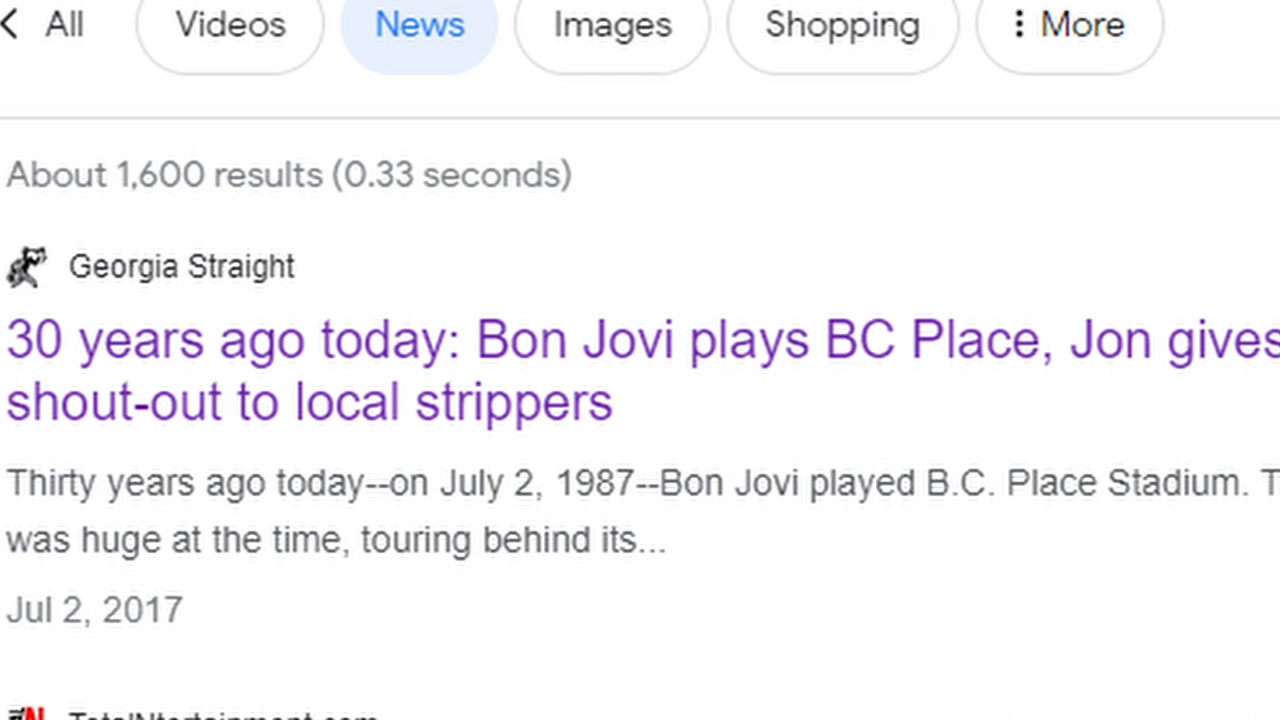 All Videos News Images Shopping More
About 1,600 results (0.33 seconds)
Georgia Straight
30 years ago today: Bon Jovi plays BC Place, Jon gives
shout-out to local strippers
Thirty years ago today--on July 2, 1987--Bon Jovi played B.C. Place Stadium. T
was huge at the time, touring behind its...
Jul 2, 2017
TotalNtertainment.com